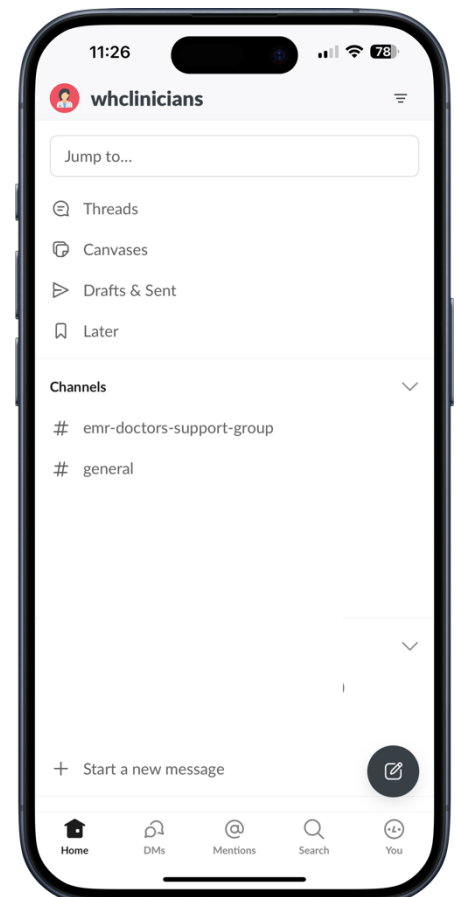 11:26
78
whclinicians
Jump to...
Threads
Canvases
Drafts & Sent
Later
Channels
# emr-doctors-support-group
# general
+ Start a new message
Home DMs Mentions Search You